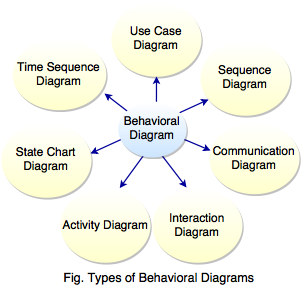 Use Case
Diagram
Time Sequence
Diagram
Sequence
Diagram
Behavioral
Diagram
State Chart
Diagram
Communication
Diagram
Activity Diagram
Interaction
Diagram
Fig. Types of Behavioral Diagrams